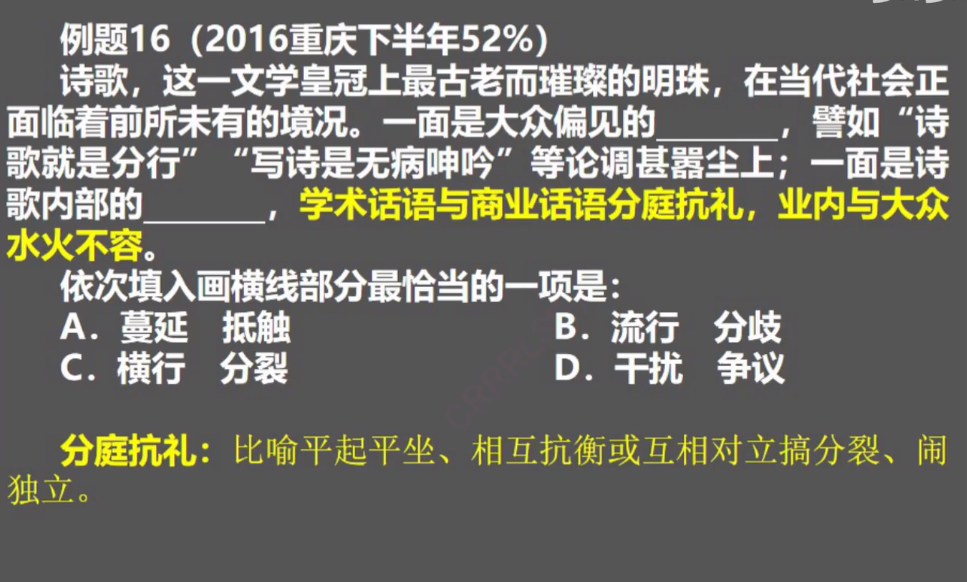 例题16（2016重庆下半年52%）
诗歌，这一文学皇冠上最古老而璀璨的明珠，在当代社会正
面临着前所未有的境况。一面是大众偏见的________，譬如“诗
歌就是分行”“写诗是无病呻吟”等论调甚嚣尘上；一面是诗
歌内部的________，学术话语与商业话语分庭抗礼，业内与大众
水火不容。
依次填入画横线部分最恰当的一项是：
A．蔓延　抵触　B．流行　分歧
C．横行　分裂　D．干扰　争议
分庭抗礼：比喻平起平坐、相互抗衡或互相对立搞分裂、闹
独立。